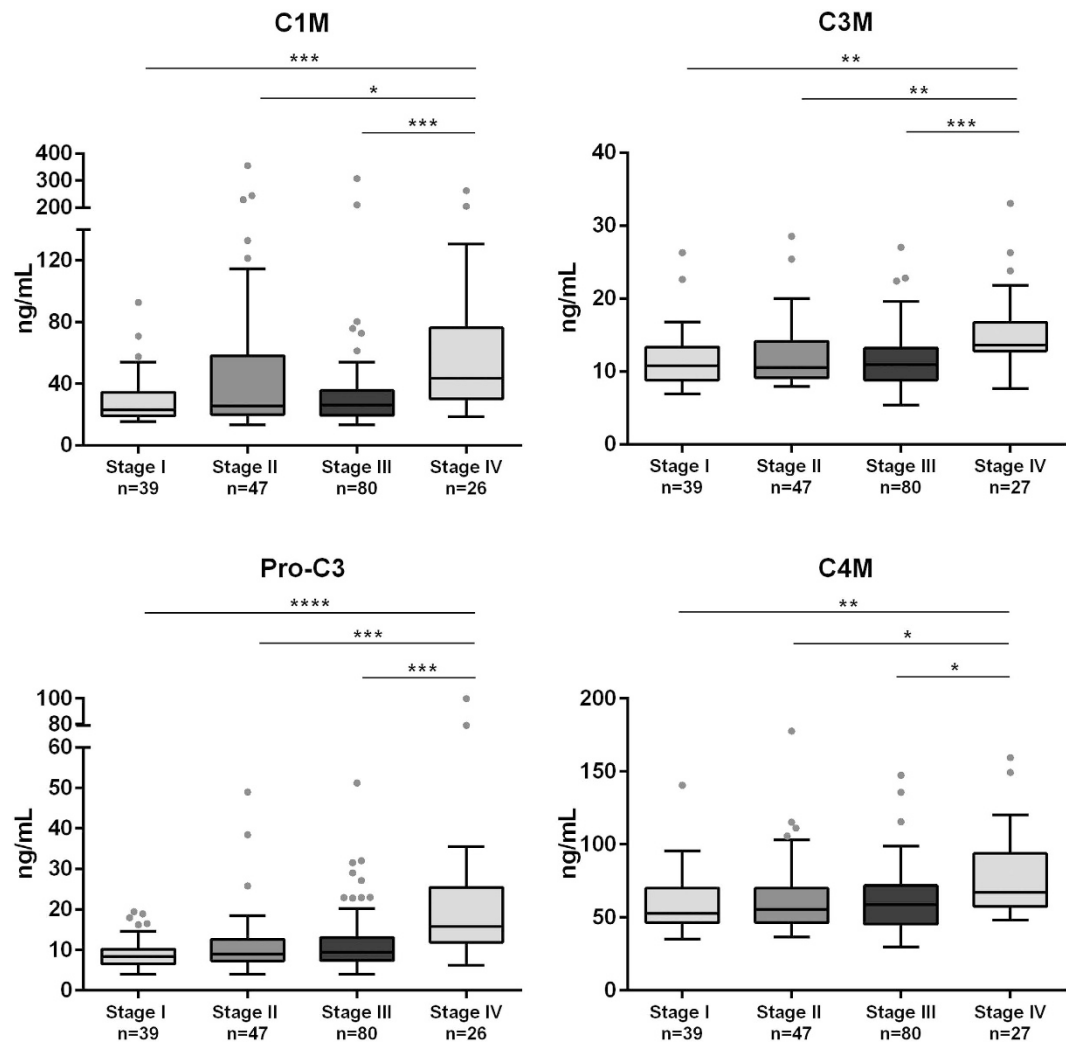 C1M
***
*
***
400
300
200
120
80
40
0
ng/mL
Stage I Stage II Stage III Stage IV
n=39 n=47 n=80 n=26
C3M
**
**
***
40
30
20
10
0
ng/mL
Stage I Stage II Stage III Stage IV
n=39 n=47 n=80 n=27
Pro-C3
****
***
***
100
80
60
50
40
30
20
10
0
ng/mL
Stage I Stage II Stage III Stage IV
n=39 n=47 n=80 n=26
C4M
**
*
*
200
150
100
50
0
ng/mL
Stage I Stage II Stage III Stage IV
n=39 n=47 n=80 n=27